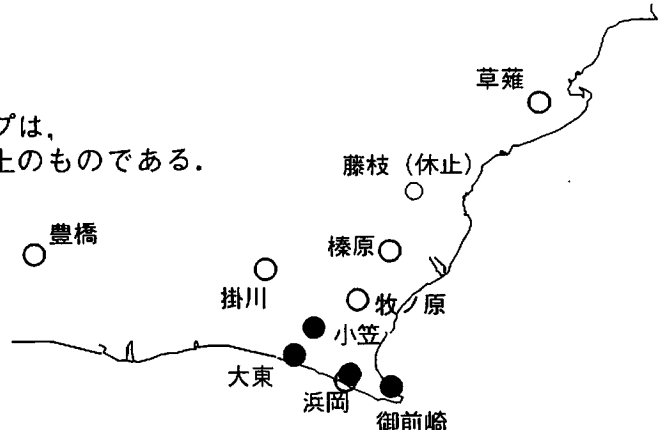 草薙
プは,
上のものである.
藤枝（休止）
豊橋
榛原
掛川
牧ノ原
小笠
大東
浜岡
御前崎